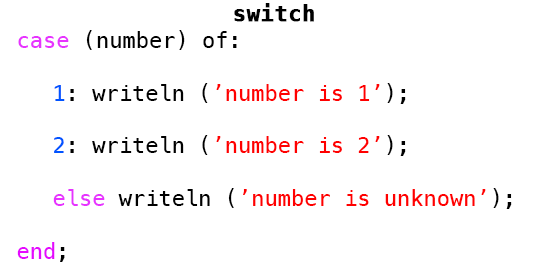 switch
case (number) of:
1: writeln (’number is 1’);
2: writeln (’number is 2’);
else writeln (’number is unknown’);
end;